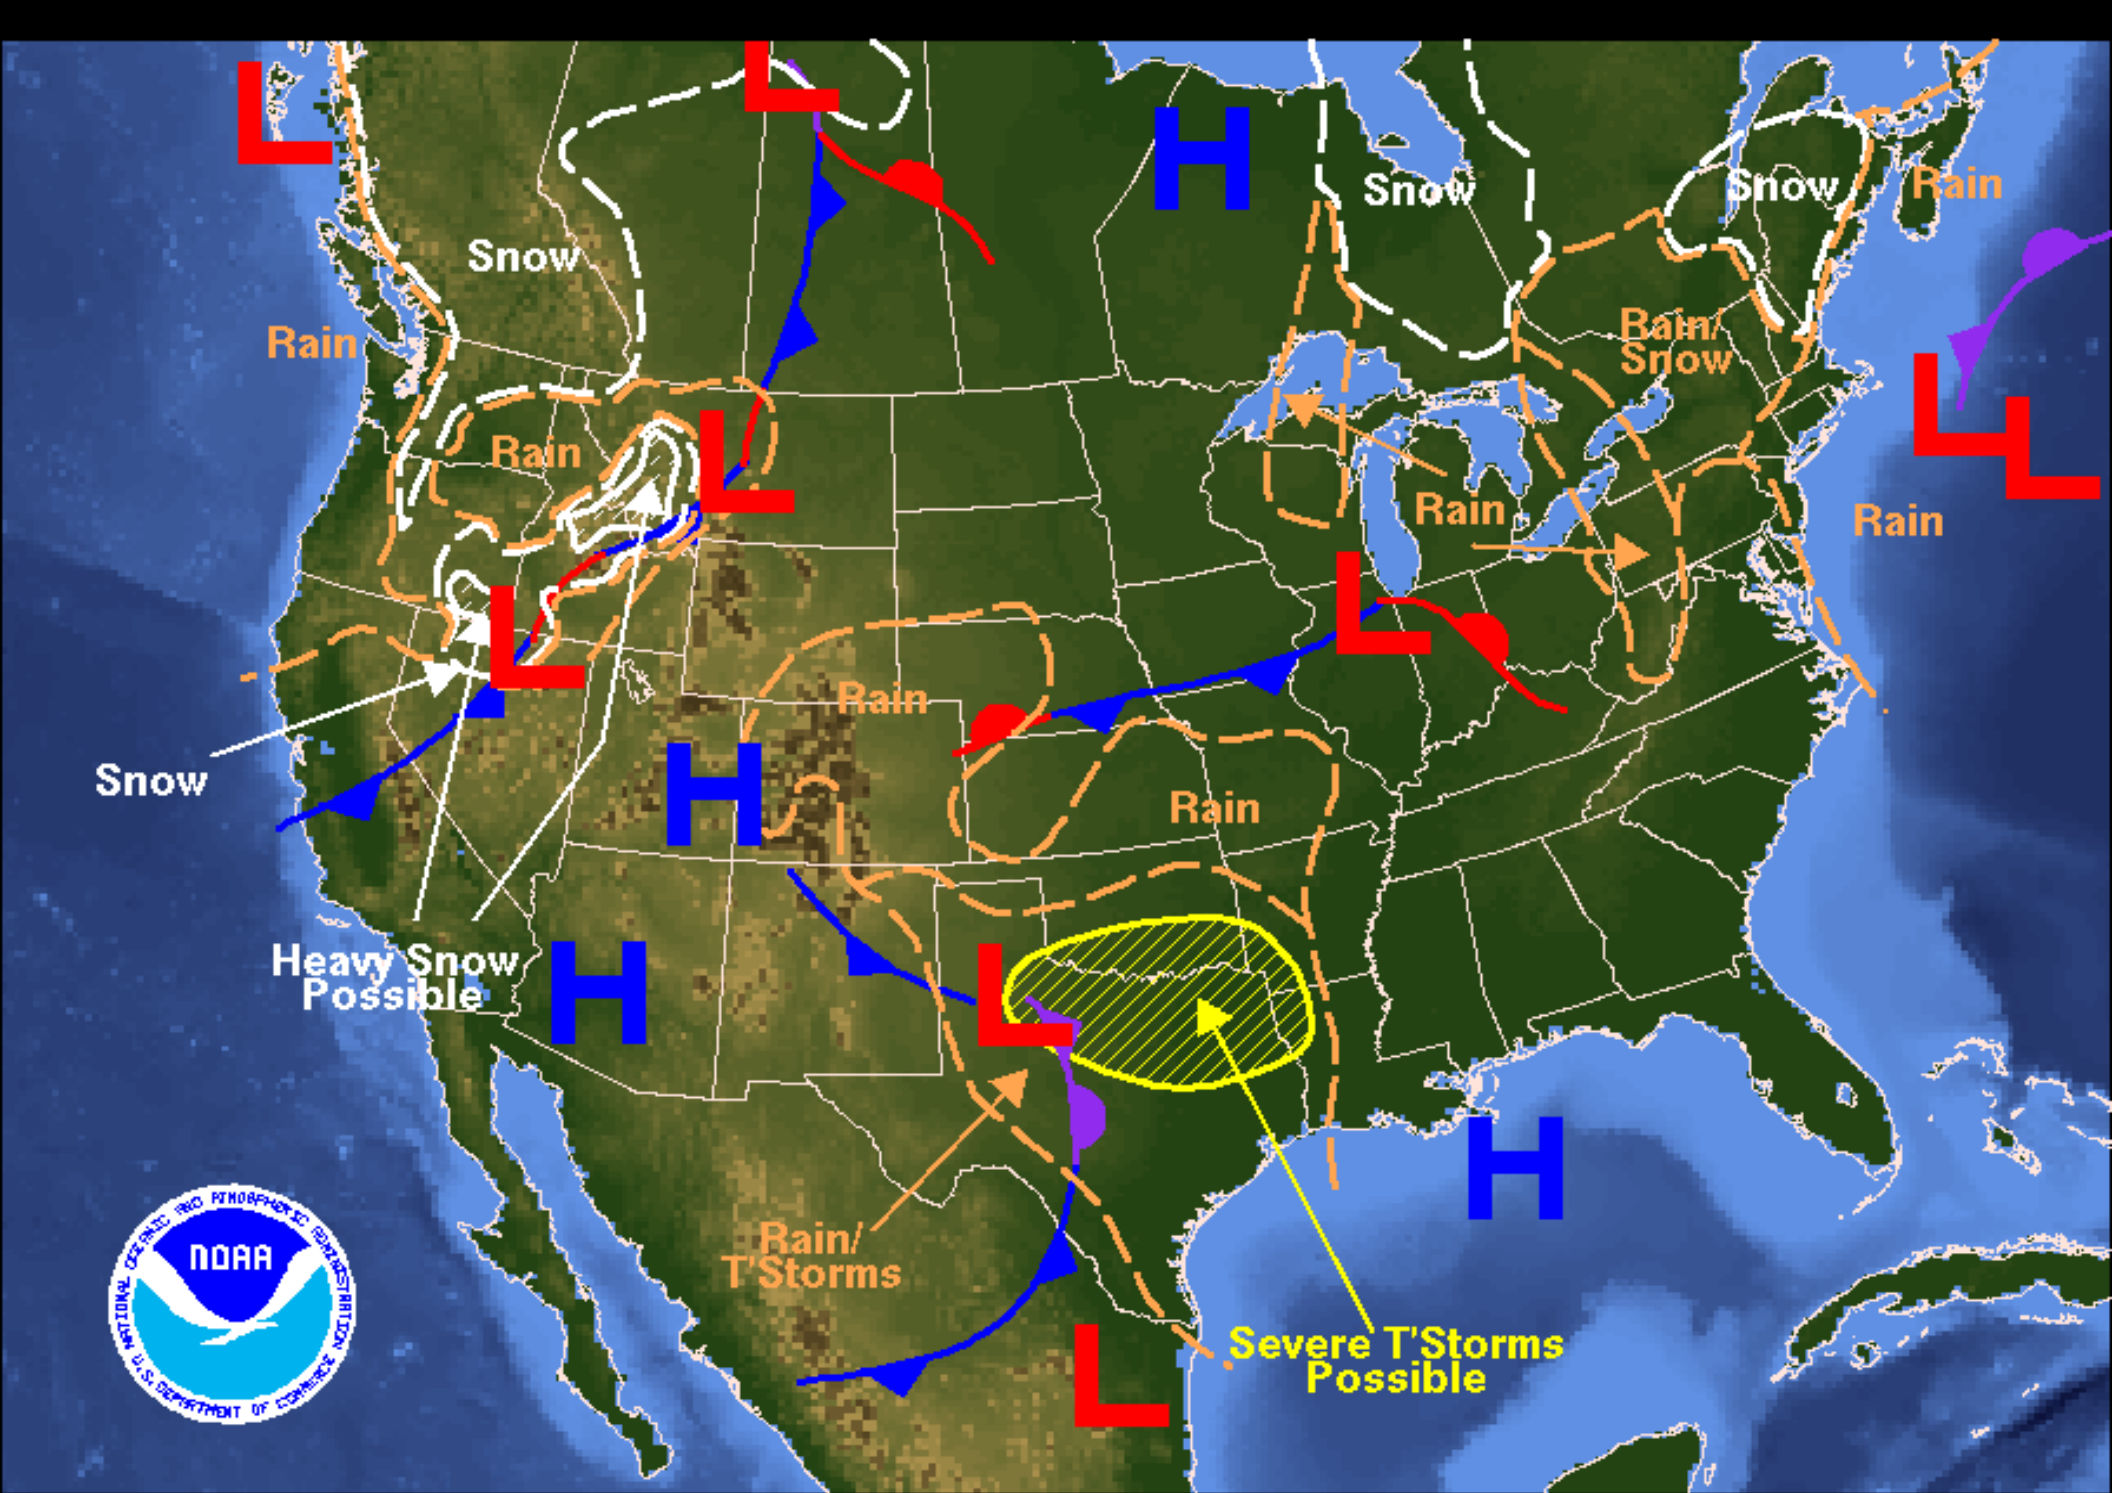 L
L
H
Snow
Snow
Rain
Snow
Rain
Rain/
Snow
L
L
Rain
L
Rain
Rain
L
L
Rain
Snow
H
Rain
Heavy Snow
Possible
H
L
H
Rain/
T'Storms
Severe T'Storms
Possible
L
NATIONAL OCEANIC AND ATMOSPHERIC ADMINISTRATION
NOAA
U.S. DEPARTMENT OF COMMERCE